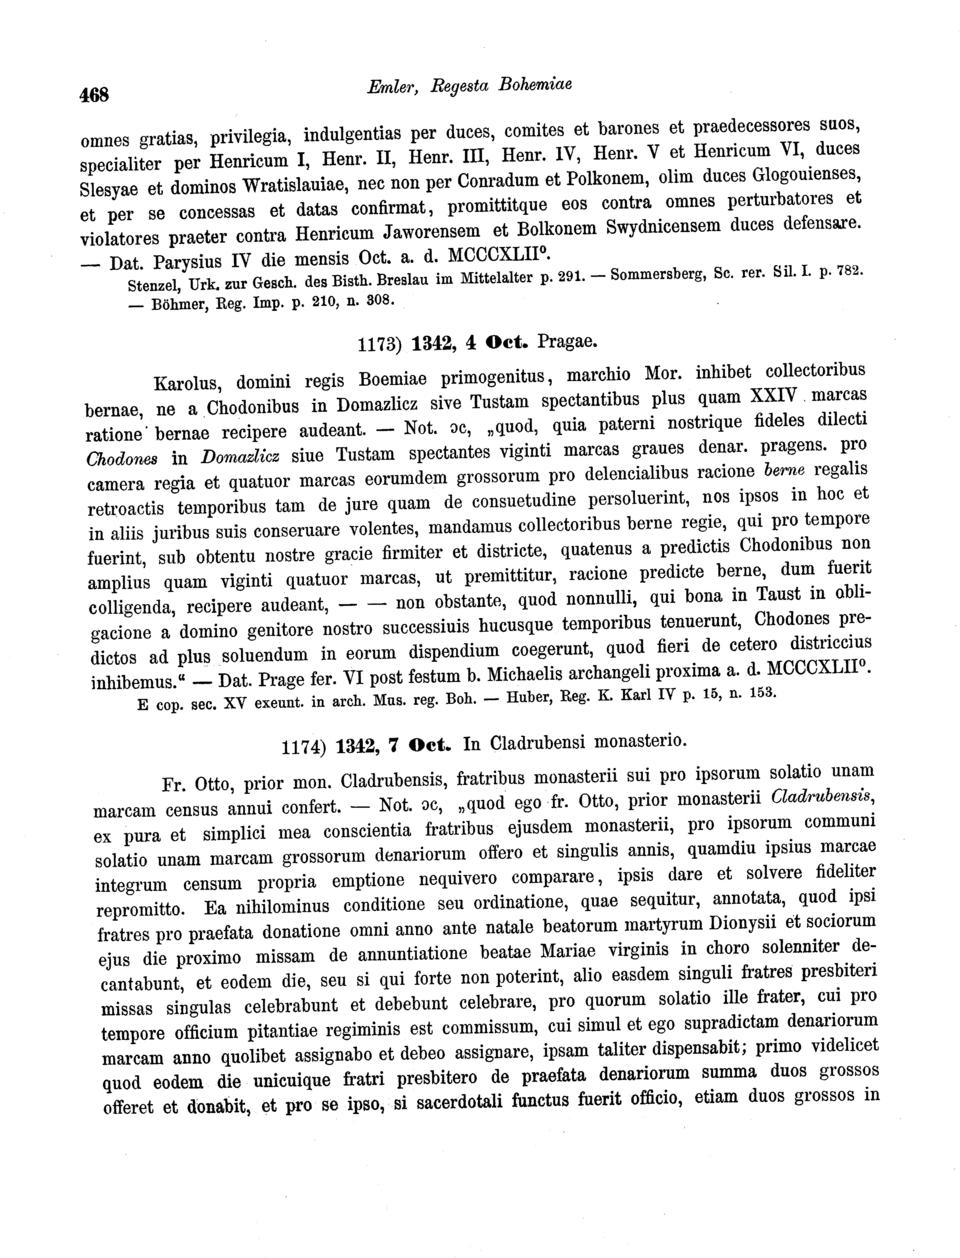 468
Emler, Regesta Bohemiae
omnes gratias, privilegia, indulgentias per duces, comites et barones et praedecessores suos,
specialiter per Henricum I, Henr. II, Henr. III, Henr. IV, Henr. V et Henricum VI, duces
Slesyae et dominos Wratislauiae, nec non per Conradum et Polkonem, olim duces Glogouienses,
et per se concessas et datas confirmat, promittitque eos contra omnes perturbatores et
violatores praeter contra Henricum Jaworensem et Bolkonem Swydnicensem duces defensare.
— Dat. Parysius IV die mensis Oct. a. d. MCCCXLII⁰.
Stenzel, Urk. zur Gesch. des Bisth. Breslau im Mittelalter p. 291. — Sommersberg, Sc. rer. Sil. I. p. 782.
— Böhmer, Reg. Imp. p. 210, n. 308.
1173) 1342, 4 Oct. Pragae.
Karolus, domini regis Boemiae primogenitus, marchio Mor. inhibet collectoribus
bernae, ne a Chodonibus in Domazlicz sive Tustam spectantibus plus quam XXIV marcas
ratione bernae recipere audeant. — Not. ɔc, „quod, quia paterni nostrique fideles dilecti
Chodones in Domazlicz siue Tustam spectantes viginti marcas graues denar. pragens. pro
camera regia et quatuor marcas eorumdem grossorum pro delencialibus racione berne regalis
retroactis temporibus tam de jure quam de consuetudine persoluerint, nos ipsos in hoc et
in aliis juribus suis conseruare volentes, mandamus collectoribus berne regie, qui pro tempore
fuerint, sub obtentu nostre gracie firmiter et districte, quatenus a predictis Chodonibus non
amplius quam viginti quatuor marcas, ut premittitur, racione predicte berne, dum fuerit
colligenda, recipere audeant, — — non obstante, quod nonnulli, qui bona in Taust in obli-
gacione a domino genitore nostro successiuis hucusque temporibus tenuerunt, Chodones pre-
dictos ad plus soluendum in eorum dispendium coegerunt, quod fieri de cetero districcius
inhibemus.“ — Dat. Prage fer. VI post festum b. Michaelis archangeli proxima a. d. MCCCXLII⁰.
E cop. sec. XV exeunt. in arch. Mus. reg. Boh. — Huber, Reg. K. Karl IV p. 15, n. 153.
1174) 1342, 7 Oct. In Cladrubensi monasterio.
Fr. Otto, prior mon. Cladrubensis, fratribus monasterii sui pro ipsorum solatio unam
marcam census annui confert. — Not. ɔc, „quod ego fr. Otto, prior monasterii Cladrubensis,
ex pura et simplici mea conscientia fratribus ejusdem monasterii, pro ipsorum communi
solatio unam marcam grossorum denariorum offero et singulis annis, quamdiu ipsius marcae
integrum censum propria emptione nequivero comparare, ipsis dare et solvere fideliter
repromitto. Ea nihilominus conditione seu ordinatione, quae sequitur, annotata, quod ipsi
fratres pro praefata donatione omni anno ante natale beatorum martyrum Dionysii et sociorum
ejus die proximo missam de annuntiatione beatae Mariae virginis in choro solenniter de-
cantabunt, et eodem die, seu si qui forte non poterint, alio easdem singuli fratres presbiteri
missas singulas celebrabunt et debebunt celebrare, pro quorum solatio ille frater, cui pro
tempore officium pitantiae regiminis est commissum, cui simul et ego supradictam denariorum
marcam anno quolibet assignabo et debeo assignare, ipsam taliter dispensabit; primo videlicet
quod eodem die unicuique fratri presbitero de praefata denariorum summa duos grossos
offeret et donabit, et pro se ipso, si sacerdotali functus fuerit officio, etiam duos grossos in